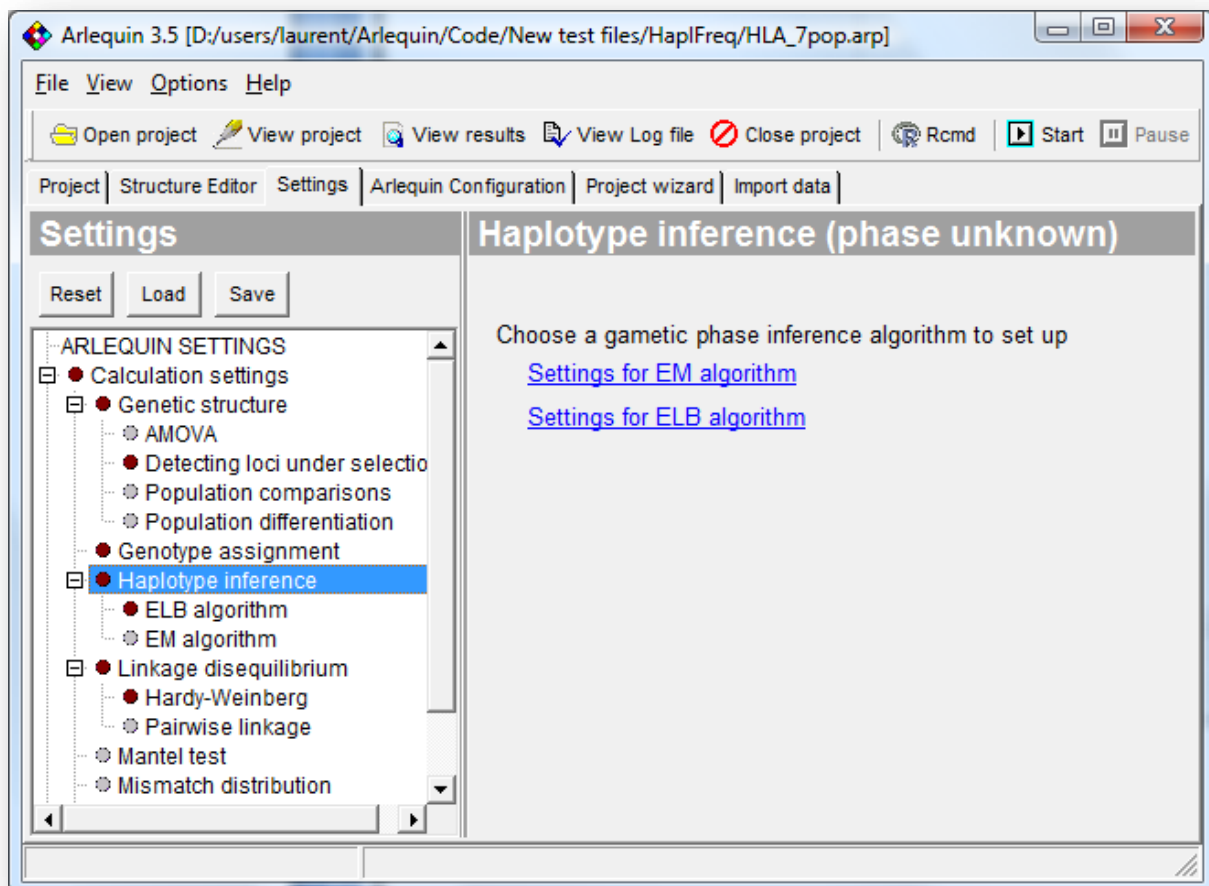 Arlequin 3.5 [D:/users/laurent/Arlequin/Code/New test files/HaplFreq/HLA_7pop.arp]
File View Options Help
Open project View project View results View Log file Close project Rcmd Start Pause
Project Structure Editor Settings Arlequin Configuration Project wizard Import data
Settings
Reset Load Save
ARLEQUIN SETTINGS
Calculation settings
Genetic structure
AMOVA
Detecting loci under selectio
Population comparisons
Population differentiation
Genotype assignment
Haplotype inference
ELB algorithm
EM algorithm
Linkage disequilibrium
Hardy-Weinberg
Pairwise linkage
Mantel test
Mismatch distribution
Haplotype inference (phase unknown)
Choose a gametic phase inference algorithm to set up
Settings for EM algorithm
Settings for ELB algorithm